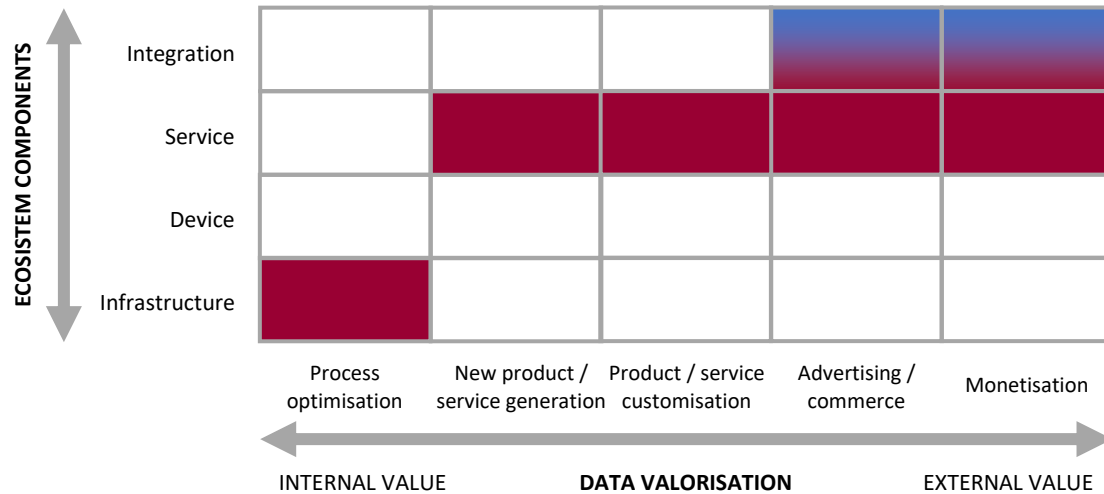 ECOSISTEM COMPONENTS
Integration
Service
Device
Infrastructure
Process
optimisation
New product /
service generation
Product / service
customisation
Advertising /
commerce
Monetisation
INTERNAL VALUE
DATA VALORISATION
EXTERNAL VALUE